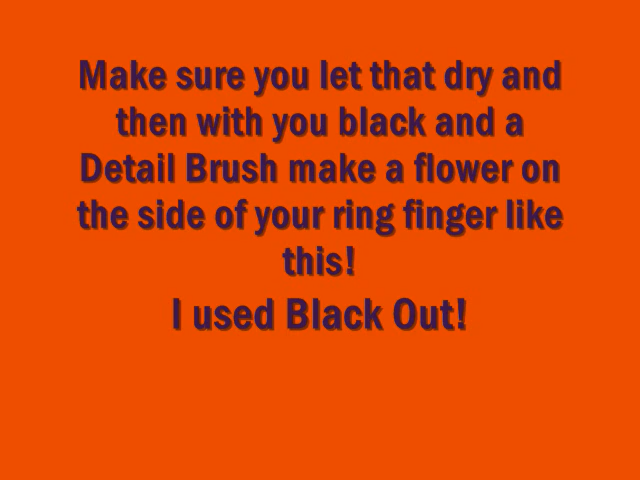 Make sure you let that dry and
then with you black and a
Detail Brush make a flower on
the side of your ring finger like
this!
I used Black Out!